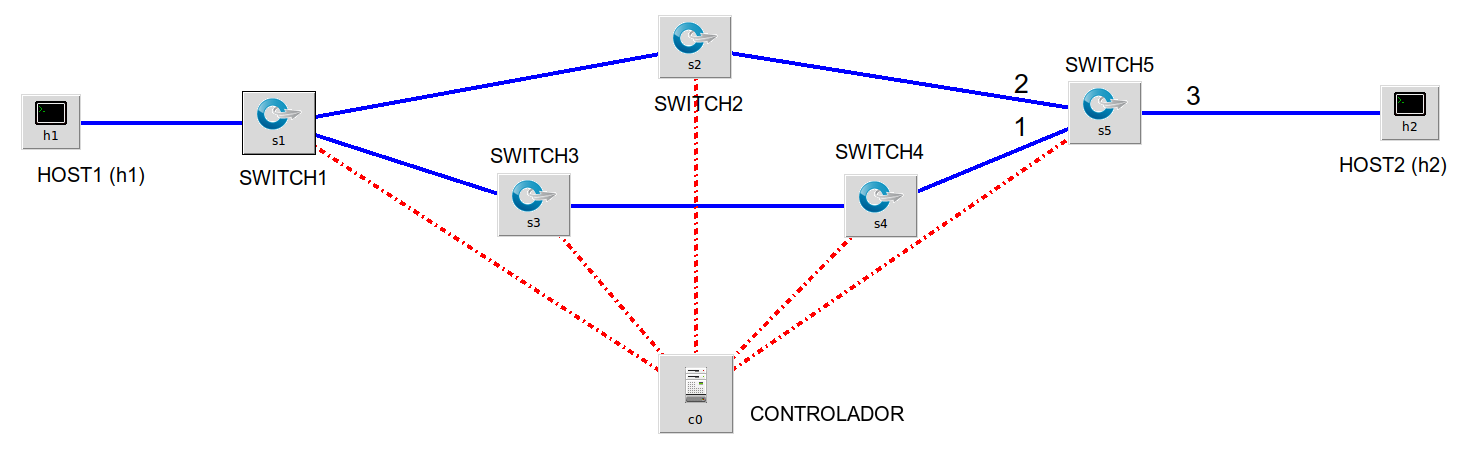 s2
SWITCH2
SWITCH5
2
3
1
s5
h1
HOST1 (h1)
s1
SWITCH1
h2
HOST2 (h2)
SWITCH3
s3
SWITCH4
s4
c0
CONTROLADOR